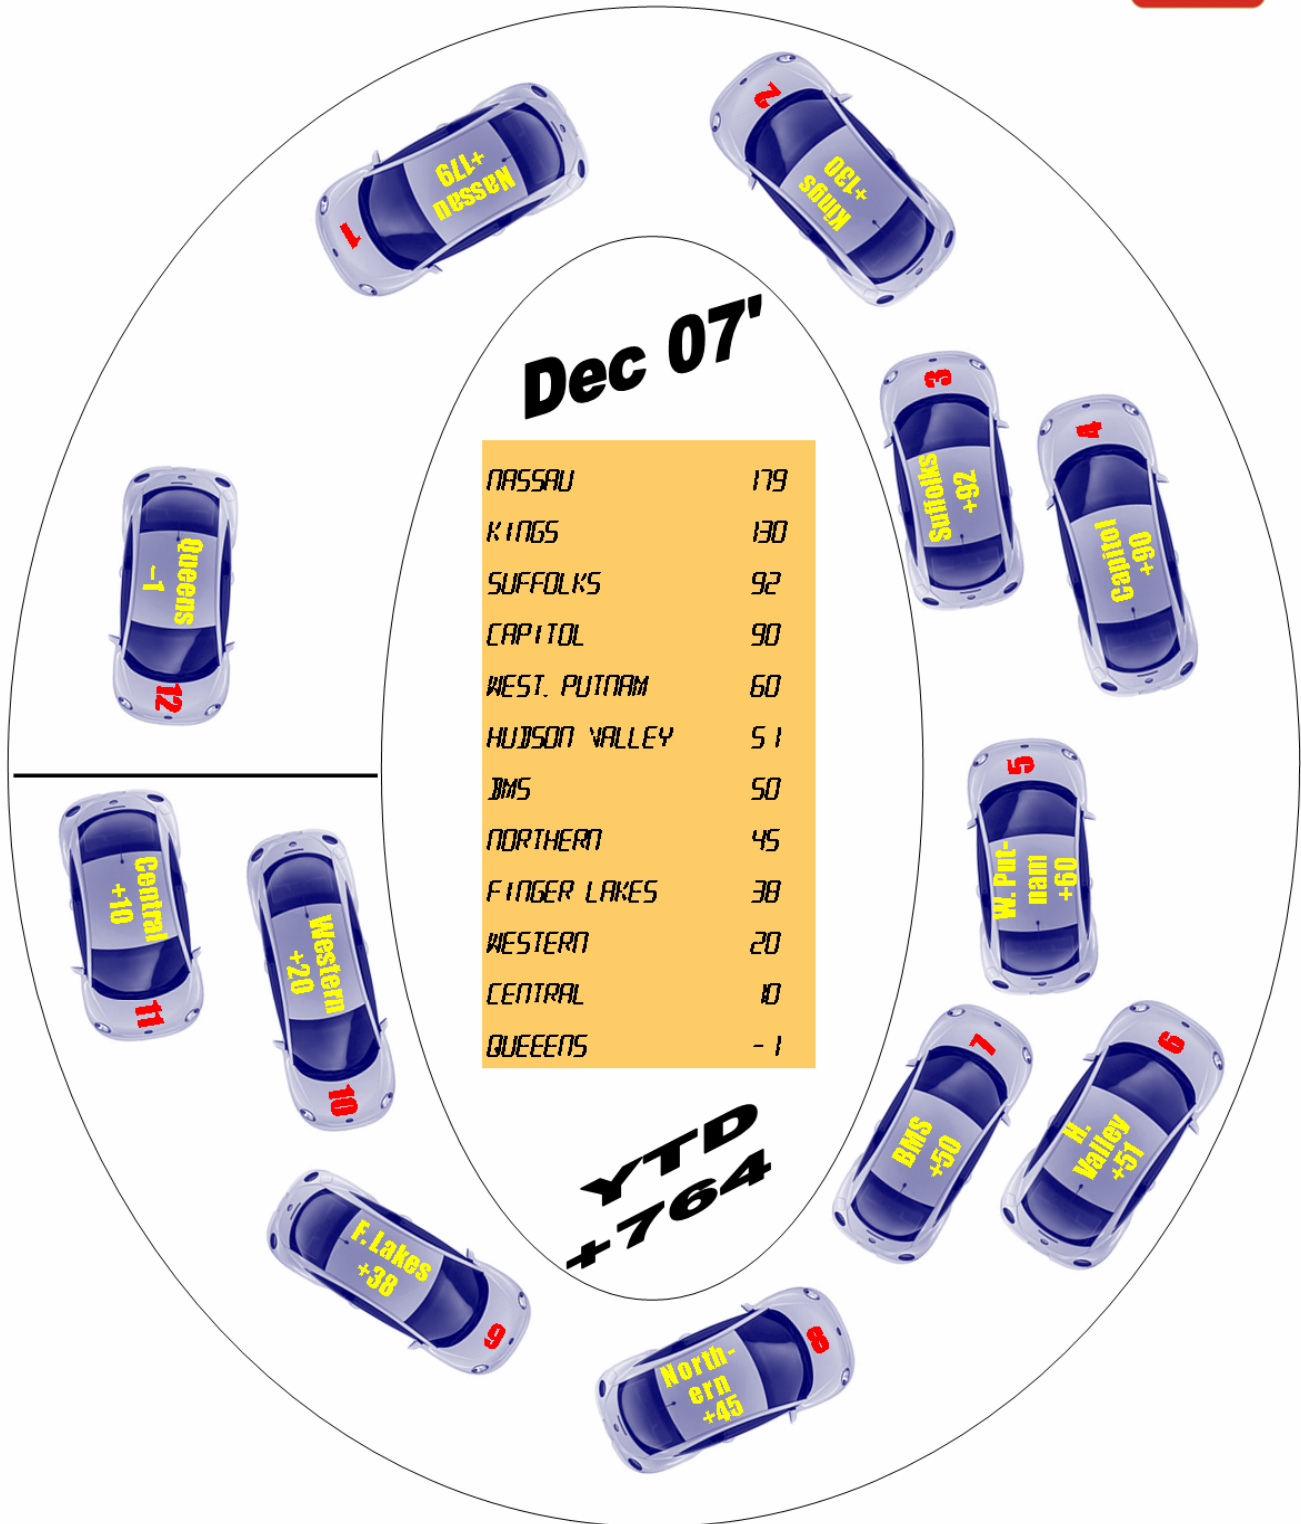 1
Nassau
+179
2
Kings
+130
Dec 07'
3
Suffolks
+92
4
Capitol
+90
NASSAU 179
KINGS 130
SUFFOLKS 92
CAPITOL 90
WEST. PUTNAM 60
HUDSON VALLEY 51
BMS 50
NORTHERN 45
FINGER LAKES 38
WESTERN 20
CENTRAL 10
QUEEENS -1
Queens
-1
12
5
W. Put-
nam
+60
Central
+10
11
Western
+20
10
7
BMS
+50
6
H.
Valley
+51
YTD
+764
F. Lakes
+38
9
8
North-
ern
+45